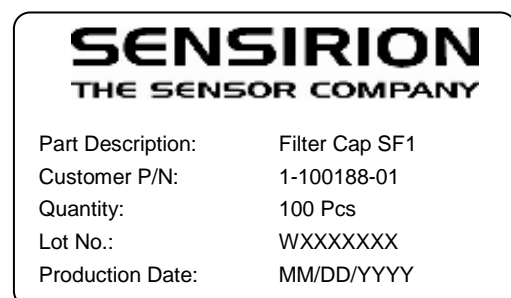 SENSIRION
THE SENSOR COMPANY
Part Description: Filter Cap SF1
Customer P/N: 1-100188-01
Quantity: 100 Pcs
Lot No.: WXXXXXXX
Production Date: MM/DD/YYYY